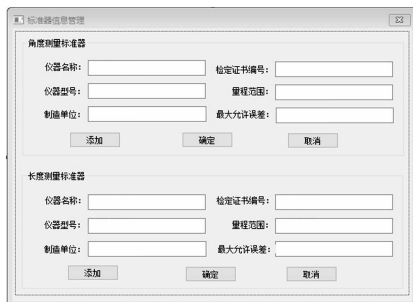 标准器信息管理
角度测量标准器
仪器名称： 检定证书编号：
仪器型号： 量程范围：
制造单位： 最大允许误差：
添加 确定 取消
长度测量标准器
仪器名称： 检定证书编号：
仪器型号： 量程范围：
制造单位： 最大允许误差：
添加 确定 取消